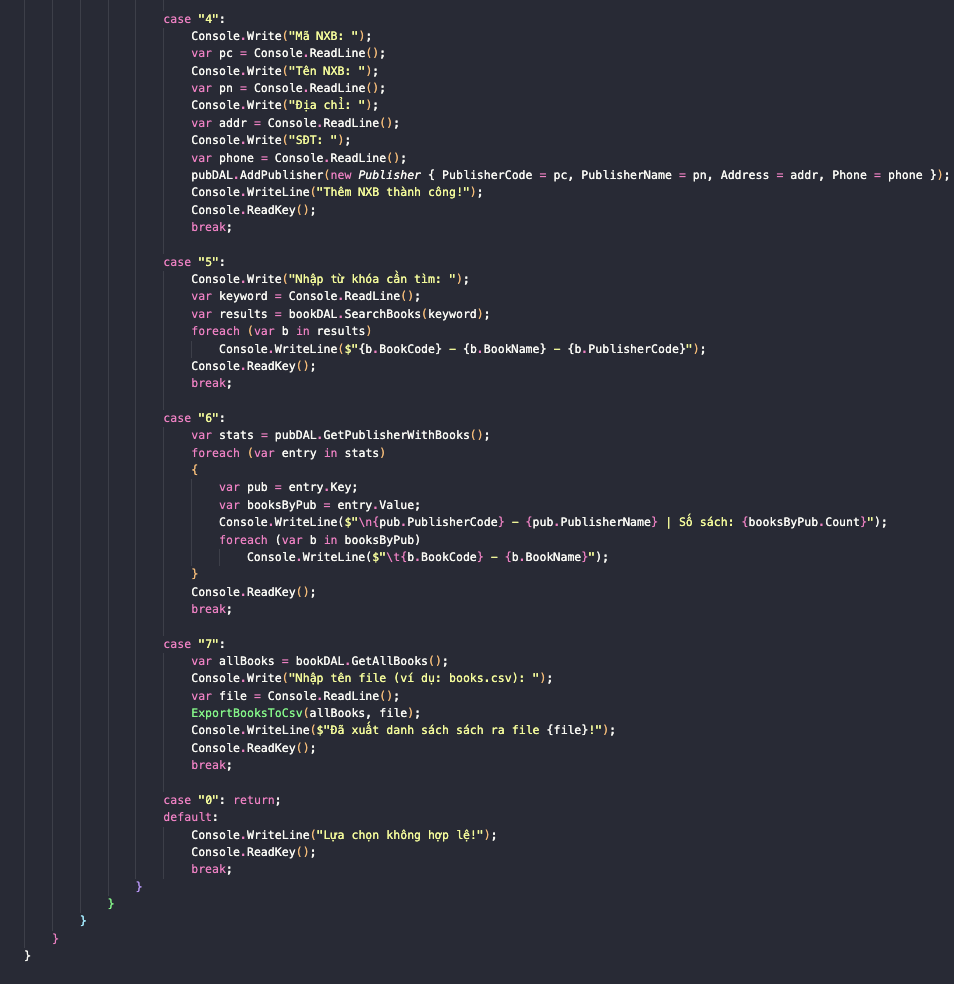 case "4":
Console.Write("Mã NXB: ");
var pc = Console.ReadLine();
Console.Write("Tên NXB: ");
var pn = Console.ReadLine();
Console.Write("Địa chỉ: ");
var addr = Console.ReadLine();
Console.Write("SĐT: ");
var phone = Console.ReadLine();
pubDAL.AddPublisher(new Publisher { PublisherCode = pc, PublisherName = pn, Address = addr, Phone = phone });
Console.WriteLine("Thêm NXB thành công!");
Console.ReadKey();
break;
case "5":
Console.Write("Nhập từ khóa cần tìm: ");
var keyword = Console.ReadLine();
var results = bookDAL.SearchBooks(keyword);
foreach (var b in results)
Console.WriteLine($"{b.BookCode} - {b.BookName} - {b.PublisherCode}");
Console.ReadKey();
break;
case "6":
var stats = pubDAL.GetPublisherWithBooks();
foreach (var entry in stats)
{
var pub = entry.Key;
var booksByPub = entry.Value;
Console.WriteLine($"\n{pub.PublisherCode} - {pub.PublisherName} | Số sách: {booksByPub.Count}");
foreach (var b in booksByPub)
Console.WriteLine($"\t{b.BookCode} - {b.BookName}");
}
Console.ReadKey();
break;
case "7":
var allBooks = bookDAL.GetAllBooks();
Console.Write("Nhập tên file (ví dụ: books.csv): ");
var file = Console.ReadLine();
ExportBooksToCsv(allBooks, file);
Console.WriteLine($"Đã xuất danh sách sách ra file {file}!");
Console.ReadKey();
break;
case "0": return;
default:
Console.WriteLine("Lựa chọn không hợp lệ!");
Console.ReadKey();
break;
}
}
}
}
}